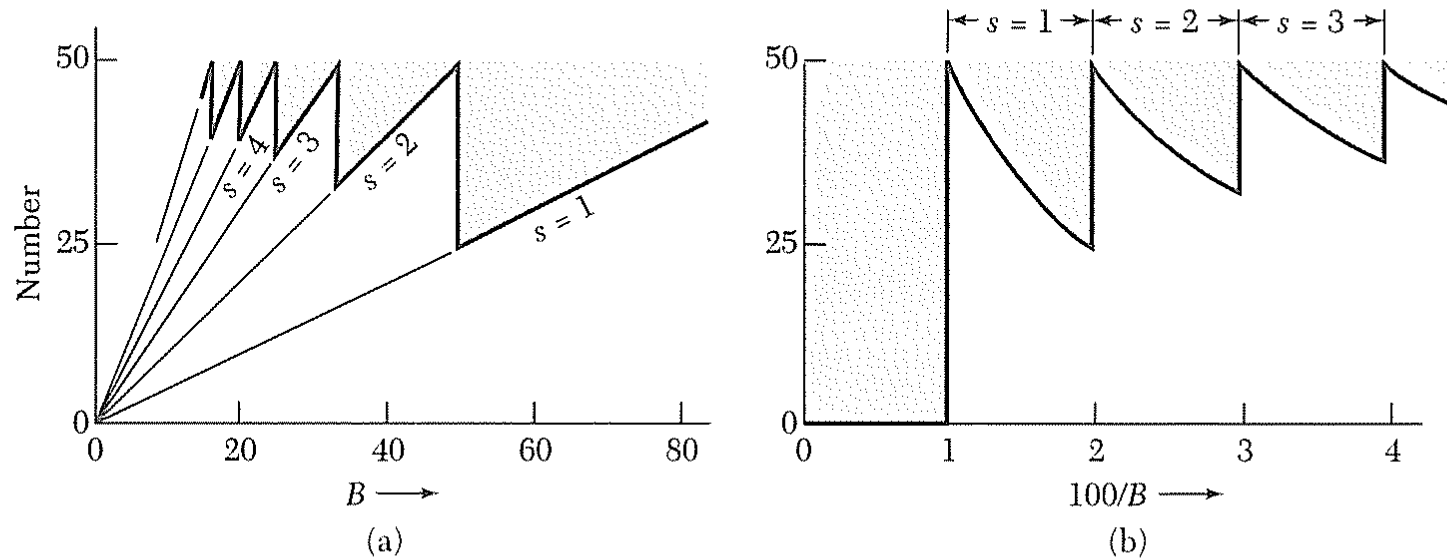 50
25
0
Number
s = 4
s = 3
s = 2
s = 1
0 20 40 60 80
B →
(a)
s = 1 s = 2 s = 3
50
25
0
0 1 2 3 4
100/B →
(b)